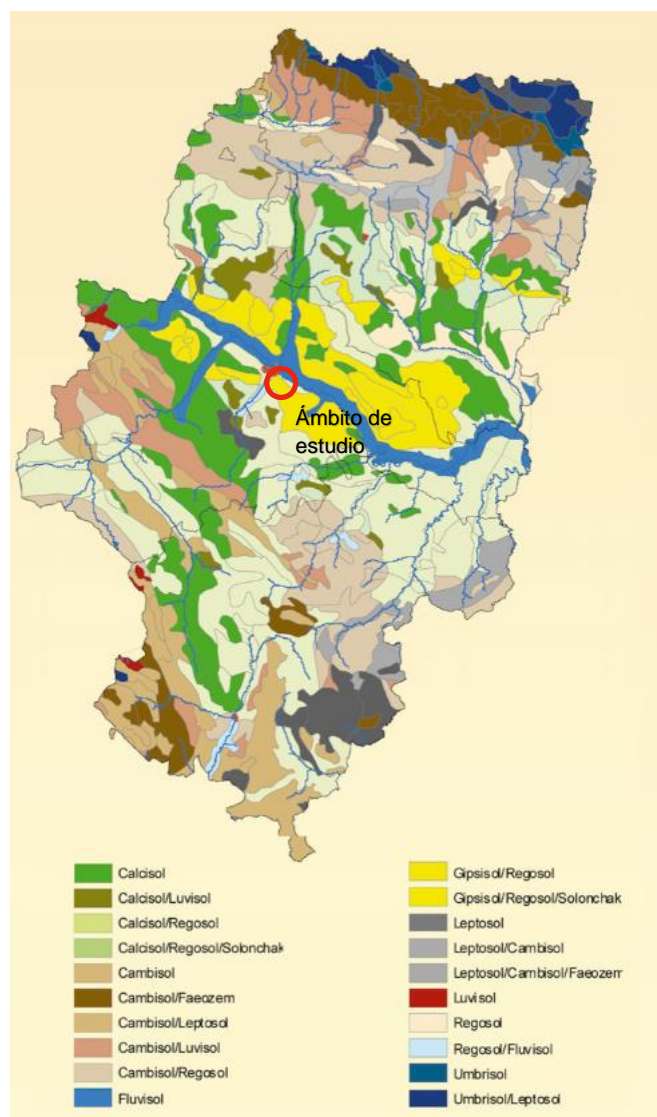 Ámbito de
estudio
Calcisol
Calcisol/Luvisol
Calcisol/Regosol
Calcisol/Regosol/Solonchak
Cambisol
Cambisol/Faeozem
Cambisol/Leptosol
Cambisol/Luvisol
Cambisol/Regosol
Fluvisol
Gipsisol/Regosol
Gipsisol/Regosol/Solonchak
Leptosol
Leptosol/Cambisol
Leptosol/Cambisol/Faeozem
Luvisol
Regosol
Regosol/Fluvisol
Umbrisol
Umbrisol/Leptosol